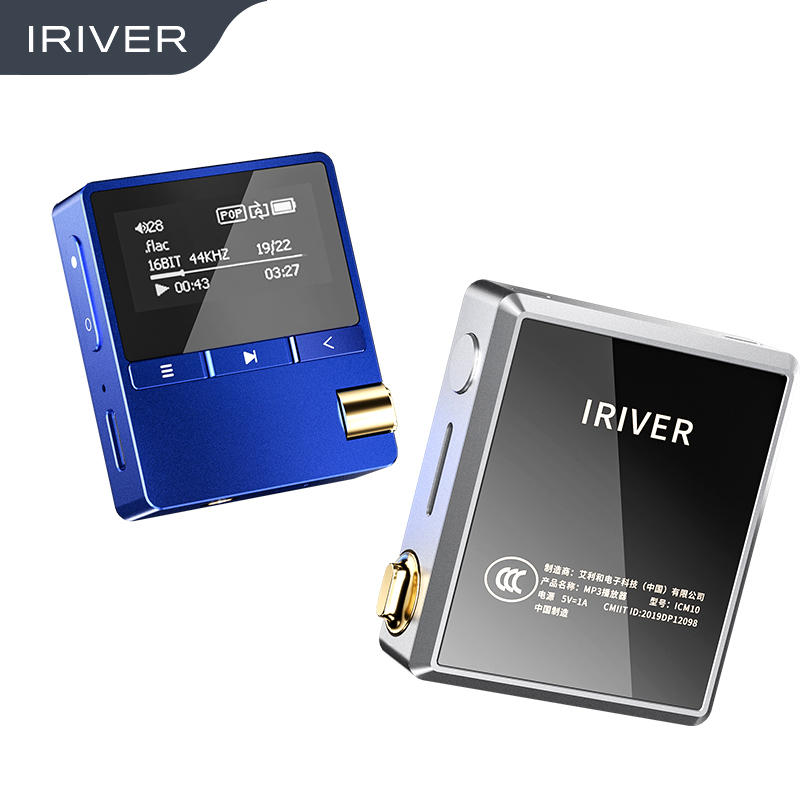 IRIVER
28
POP A
.flac
16BIT 44KHZ 19/22
00:43 03:27
IRIVER
CCC
制造商：艾利和电子科技（中国）有限公司
产品名称：MP3播放器 型号：ICM10
电源 5V=1A CMIIT ID:2019DP12098
中国制造